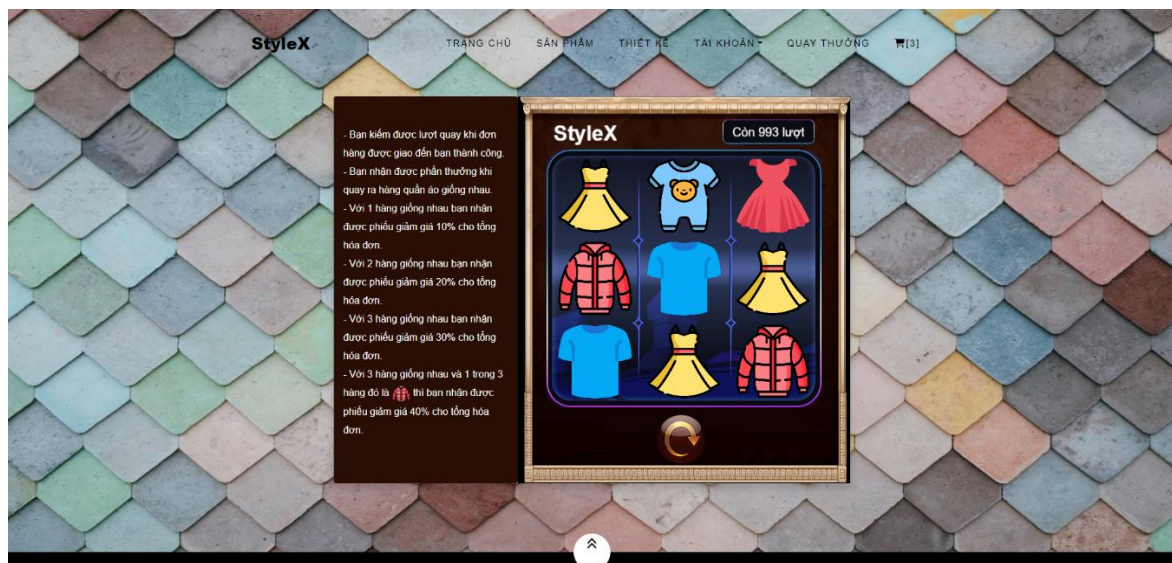 StyleX
TRANG CHỦ SẢN PHẨM THIẾT KẾ TÀI KHOẢN QUAY THƯỞNG [3]
- Bạn kiếm được lượt quay khi đơn
hàng được giao đến bạn thành công.
- Bạn nhận được phần thưởng khi
quay ra hàng quần áo giống nhau.
- Với 1 hàng giống nhau bạn nhận
được phiếu giảm giá 10% cho tổng
hóa đơn.
- Với 2 hàng giống nhau bạn nhận
được phiếu giảm giá 20% cho tổng
hóa đơn.
- Với 3 hàng giống nhau bạn nhận
được phiếu giảm giá 30% cho tổng
hóa đơn.
- Với 3 hàng giống nhau và 1 trong 3
hàng đó là thì bạn nhận được
phiếu giảm giá 40% cho tổng hóa
đơn.
StyleX
Còn 993 lượt